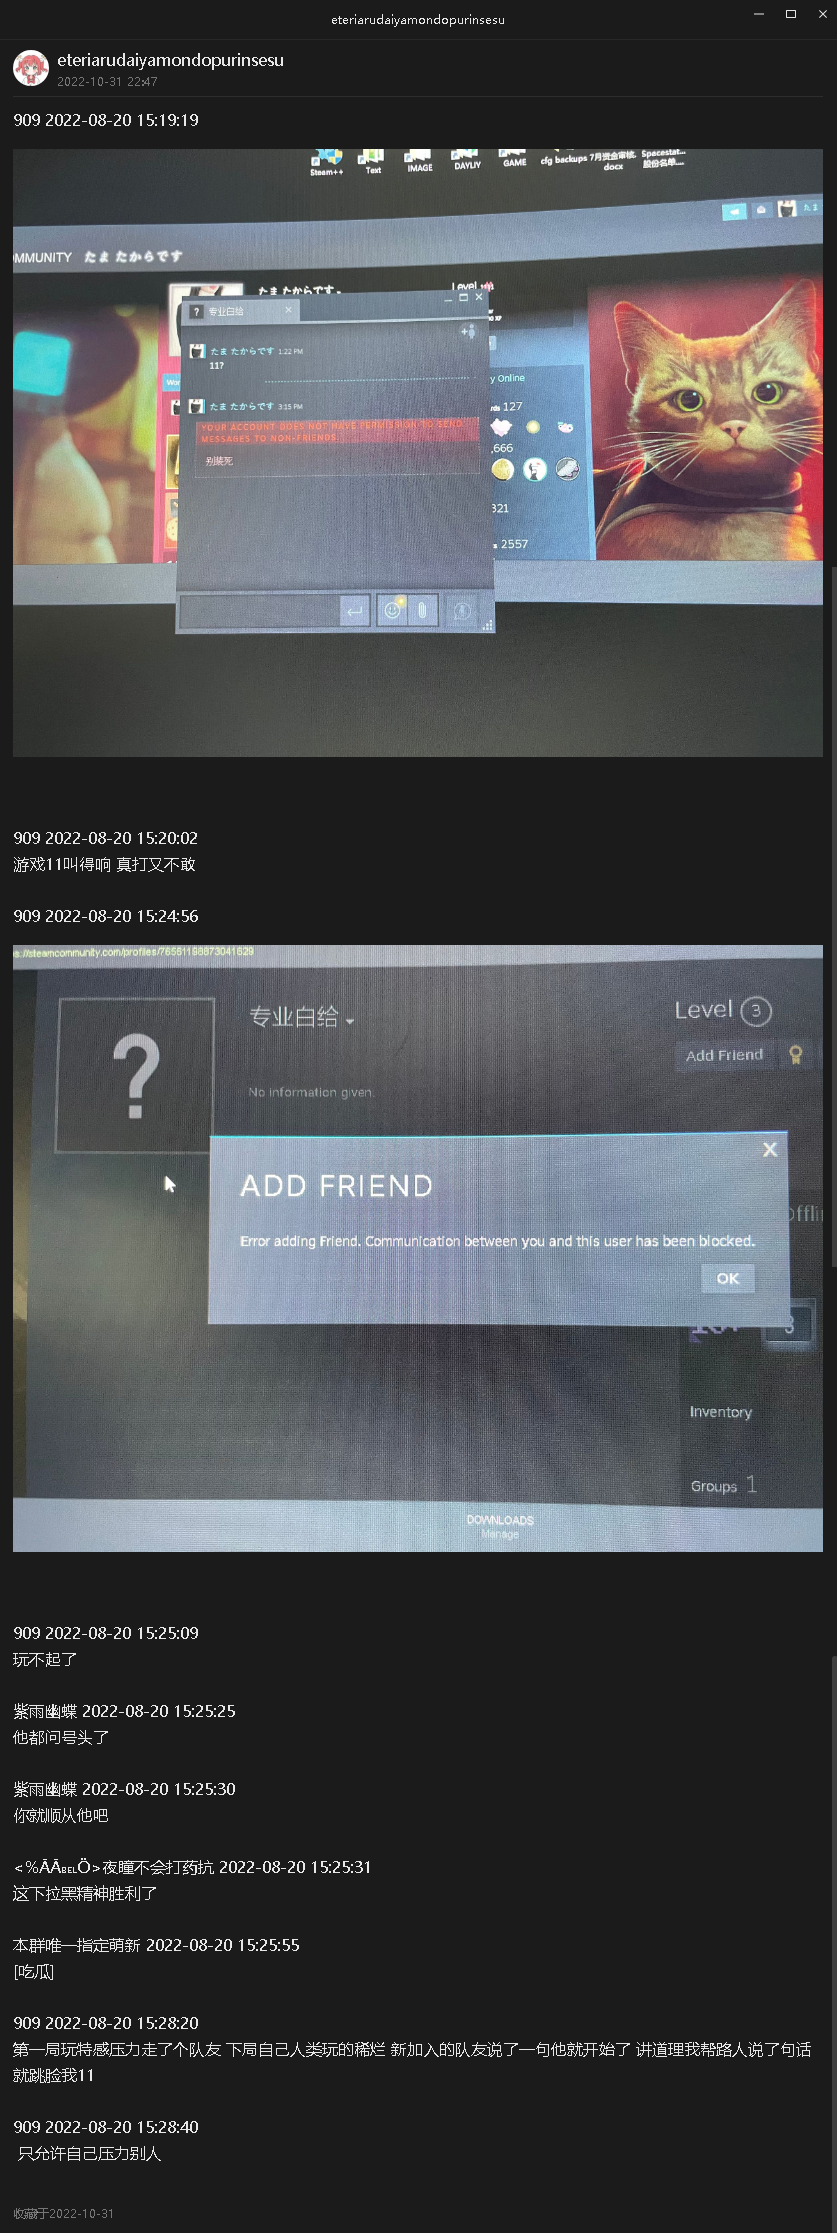 eteriarudaiyamondopurinsesu
eteriarudaiyamondopurinsesu
2022-10-31 22:47
909 2022-08-20 15:19:19
Steam++
Text
IMAGE
DAYLIY
GAME
cfg backups
7月资金审核.
docx
Spacestat...
股份名单....
MMUNITY たま たからです
たま
たま たからです
Level
专业白给
たま たからです 1:22 PM
11?
y Online
たま たからです 3:15 PM
YOUR ACCOUNT DOES NOT HAVE PERMISSION TO SEND
MESSAGES TO NON-FRIENDS.
别装死
127
,666
321
2557
909 2022-08-20 15:20:02
游戏11叫得响 真打又不敢
909 2022-08-20 15:24:56
s://steamcommunity.com/profiles/76561198873041629
专业白给
Level 3
Add Friend
No information given.
X
ADD FRIEND
offli
Error adding Friend. Communication between you and this user has been blocked.
OK
3
Inventory
Groups 1
DOWNLOADS
Manage
909 2022-08-20 15:25:09
玩不起了
紫雨幽蝶 2022-08-20 15:25:25
他都问号头了
紫雨幽蝶 2022-08-20 15:25:30
你就顺从他吧
<%ÃÂBELÖ>夜瞳不会打药抗 2022-08-20 15:25:31
这下拉黑精神胜利了
本群唯一指定萌新 2022-08-20 15:25:55
[吃瓜]
909 2022-08-20 15:28:20
第一局玩特感压力走了个队友 下局自己人类玩的稀烂 新加入的队友说了一句他就开始了 讲道理我帮路人说了句话
就跳脸我11
909 2022-08-20 15:28:40
只允许自己压力别人
收藏于2022-10-31